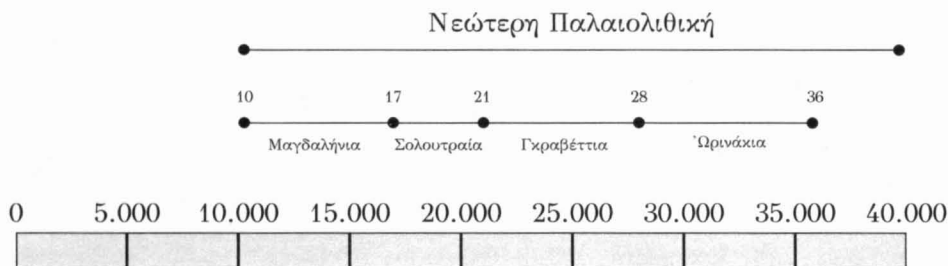 Νεώτερη Παλαιολιθική
10 17 21 28 36
Μαγδαλήνια Σολουτραία Γκραβέττια Ὠρινάκια
0 5.000 10.000 15.000 20.000 25.000 30.000 35.000 40.000